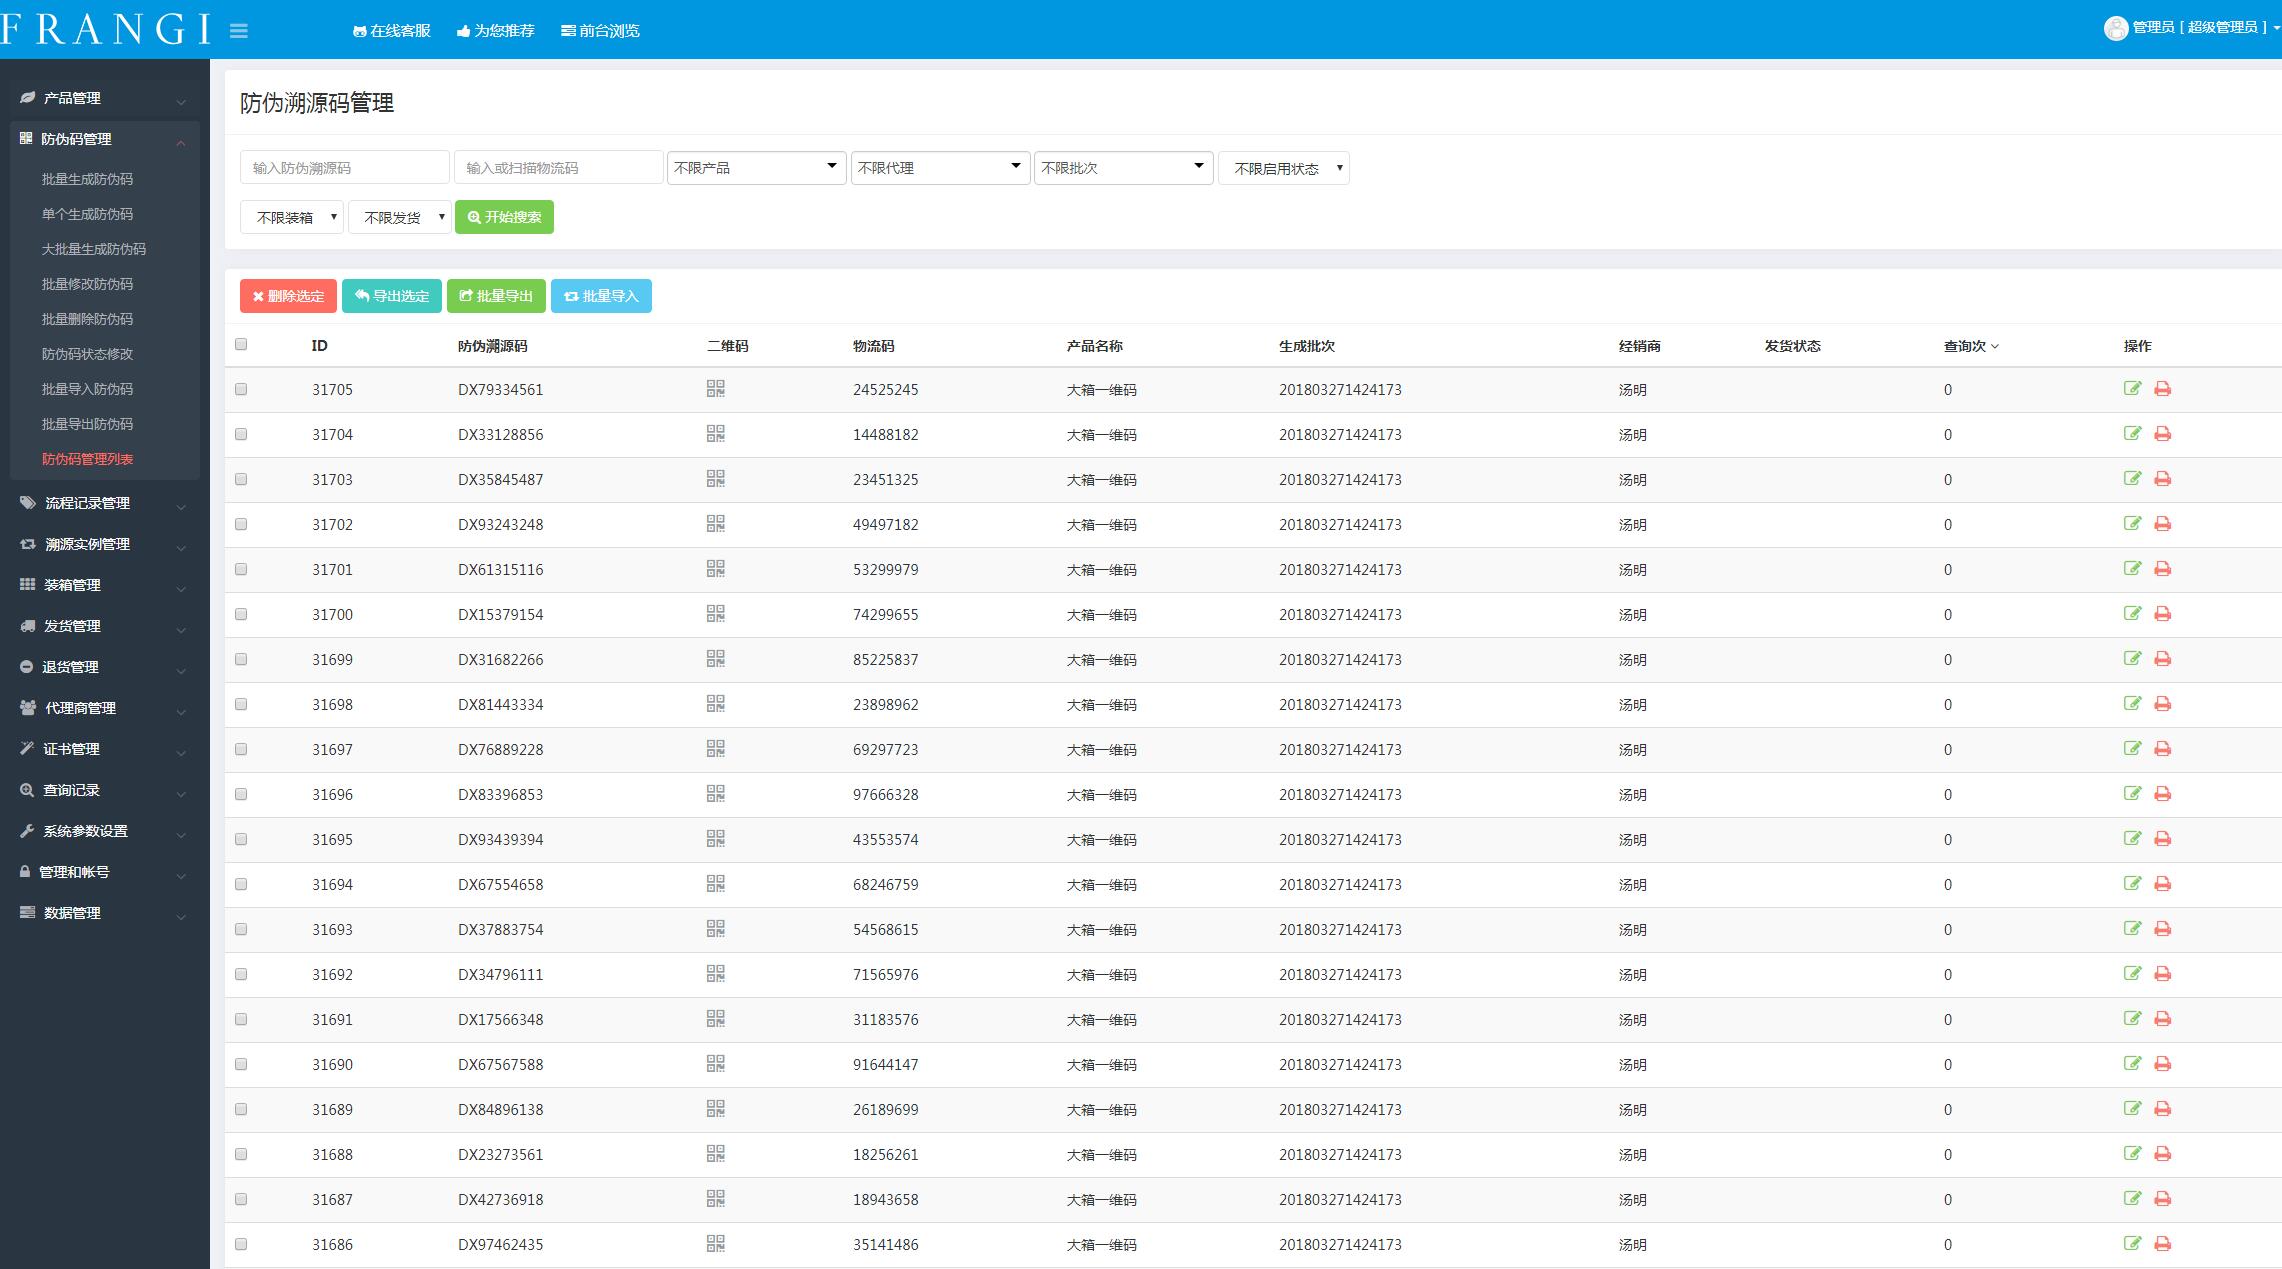 FRANGI 在线客服 为您推荐 前台浏览 管理员 [ 超级管理员 ]
产品管理
防伪码管理
批量生成防伪码
单个生成防伪码
大批量生成防伪码
批量修改防伪码
批量删除防伪码
防伪码状态修改
批量导入防伪码
批量导出防伪码
防伪码管理列表
流程记录管理
溯源实例管理
装箱管理
发货管理
退货管理
代理商管理
证书管理
查询记录
系统参数设置
管理和帐号
数据管理
防伪溯源码管理
输入防伪溯源码 输入或扫描物流码 不限产品 不限代理 不限批次 不限启用状态
不限装箱 不限发货 开始搜索
删除选定 导出选定 批量导出 批量导入
ID 防伪溯源码 二维码 物流码 产品名称 生成批次 经销商 发货状态 查询次 操作
31705 DX79334561 24525245 大箱一维码 201803271424173 汤明 0
31704 DX33128856 14488182 大箱一维码 201803271424173 汤明 0
31703 DX35845487 23451325 大箱一维码 201803271424173 汤明 0
31702 DX93243248 49497182 大箱一维码 201803271424173 汤明 0
31701 DX61315116 53299979 大箱一维码 201803271424173 汤明 0
31700 DX15379154 74299655 大箱一维码 201803271424173 汤明 0
31699 DX31682266 85225837 大箱一维码 201803271424173 汤明 0
31698 DX81443334 23898962 大箱一维码 201803271424173 汤明 0
31697 DX76889228 69297723 大箱一维码 201803271424173 汤明 0
31696 DX83396853 97666328 大箱一维码 201803271424173 汤明 0
31695 DX93439394 43553574 大箱一维码 201803271424173 汤明 0
31694 DX67554658 68246759 大箱一维码 201803271424173 汤明 0
31693 DX37883754 54568615 大箱一维码 201803271424173 汤明 0
31692 DX34796111 71565976 大箱一维码 201803271424173 汤明 0
31691 DX17566348 31183576 大箱一维码 201803271424173 汤明 0
31690 DX67567588 91644147 大箱一维码 201803271424173 汤明 0
31689 DX84896138 26189699 大箱一维码 201803271424173 汤明 0
31688 DX23273561 18256261 大箱一维码 201803271424173 汤明 0
31687 DX42736918 18943658 大箱一维码 201803271424173 汤明 0
31686 DX97462435 35141486 大箱一维码 201803271424173 汤明 0